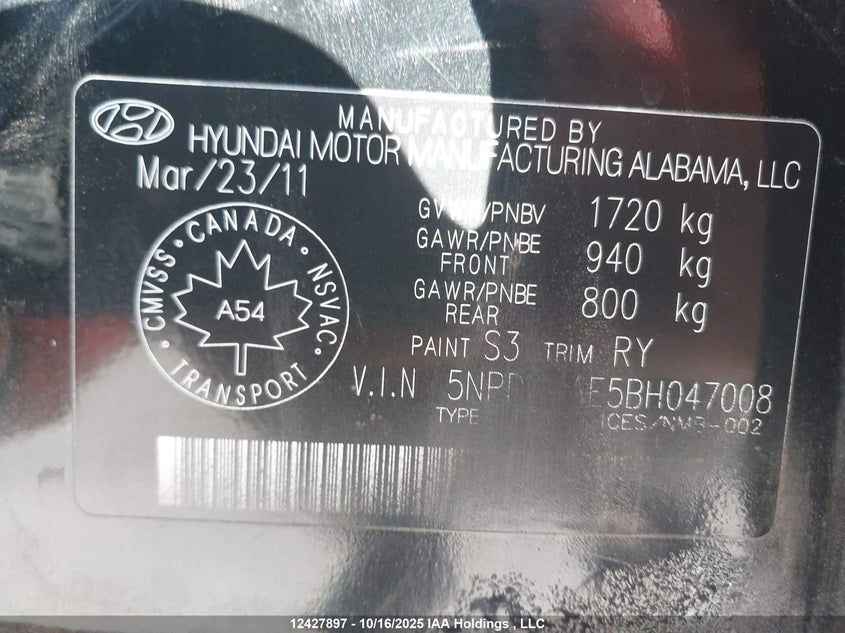 MANUFACTURED BY
HYUNDAI MOTOR MANUFACTURING ALABAMA, LLC
Mar/23/11
GVWR/PNBV 1720 kg
GAWR/PNBE FRONT 940 kg
GAWR/PNBE REAR 800 kg
PAINT S3 TRIM RY
V.I.N
TYPE ICES/NMB-002
CMVSS • CANADA • NSVAC • TRANSPORT
A54
12427897 - 10/16/2025 IAA Holdings , LLC